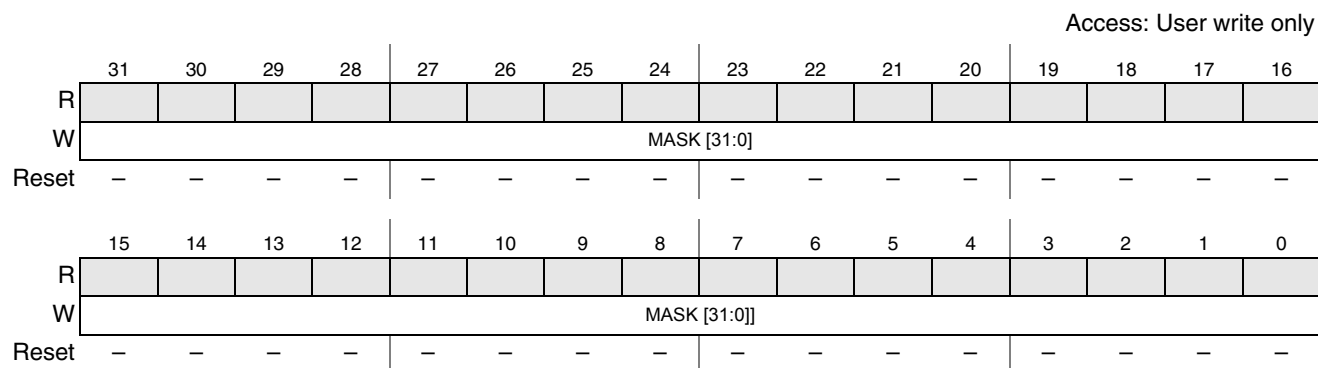 Access: User write only
31 30 29 28 27 26 25 24 23 22 21 20 19 18 17 16
R
W MASK [31:0]
Reset – – – – – – – – – – – – – – – –
15 14 13 12 11 10 9 8 7 6 5 4 3 2 1 0
R
W MASK [31:0]]
Reset – – – – – – – – – – – – – – – –